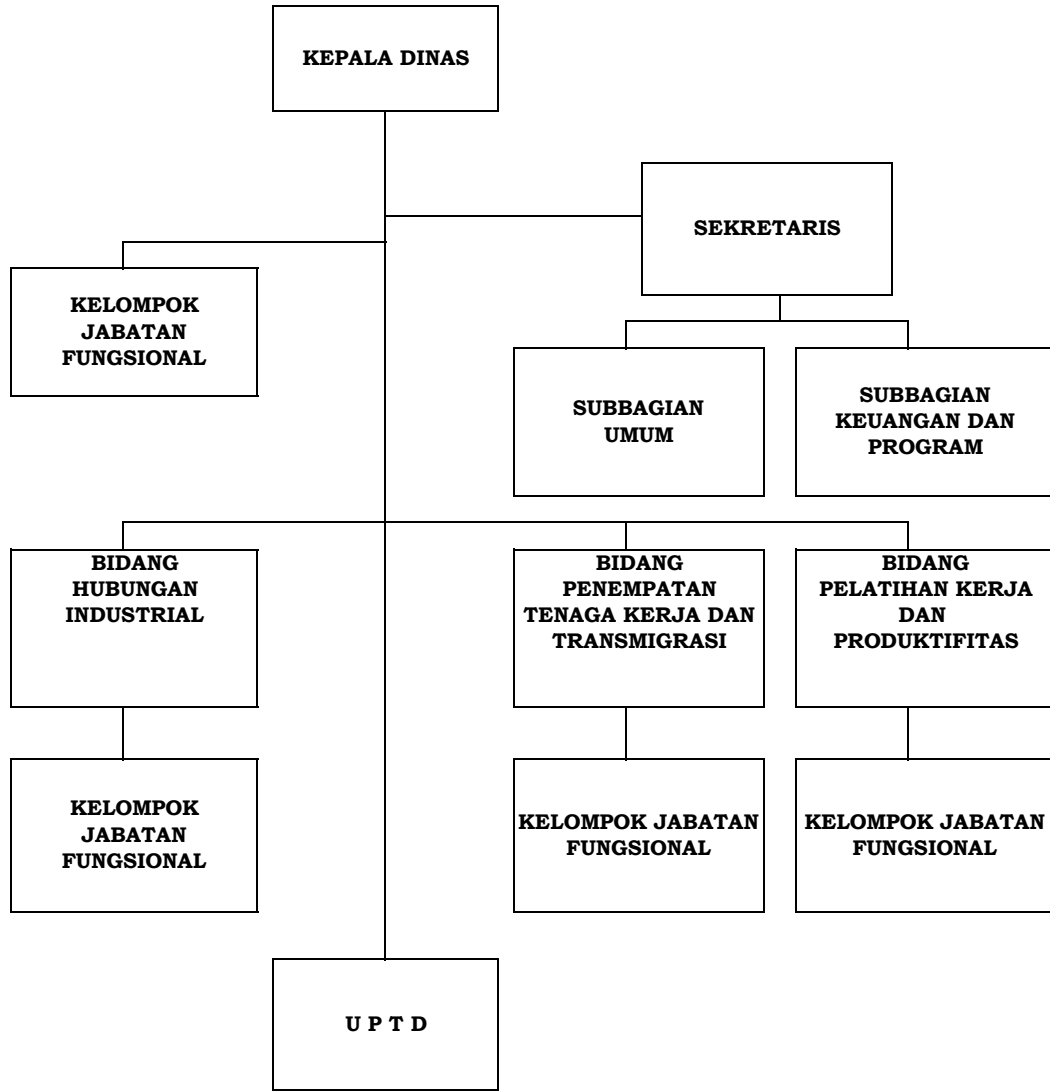 KEPALA DINAS
SEKRETARIS
KELOMPOK
JABATAN
FUNGSIONAL
SUBBAGIAN
UMUM
SUBBAGIAN
KEUANGAN DAN
PROGRAM
BIDANG
HUBUNGAN
INDUSTRIAL
BIDANG
PENEMPATAN
TENAGA KERJA DAN
TRANSMIGRASI
BIDANG
PELATIHAN KERJA
DAN
PRODUKTIFITAS
KELOMPOK
JABATAN
FUNGSIONAL
KELOMPOK JABATAN
FUNGSIONAL
KELOMPOK JABATAN
FUNGSIONAL
U P T D